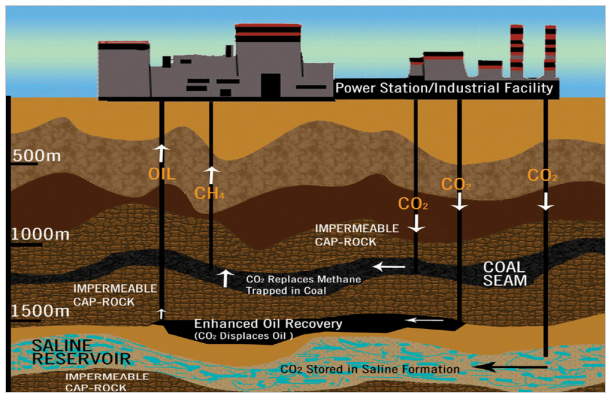 Power Station/Industrial Facility
500m
OIL
CH₄
CO₂
CO₂
CO₂
1000m
IMPERMEABLE
CAP-ROCK
COAL
SEAM
CO₂ Replaces Methane
Trapped in Coal
IMPERMEABLE
CAP-ROCK
1500m
Enhanced Oil Recovery
(CO₂ Displaces Oil )
SALINE
RESERVOIR
CO₂ Stored in Saline Formation
IMPERMEABLE
CAP-ROCK